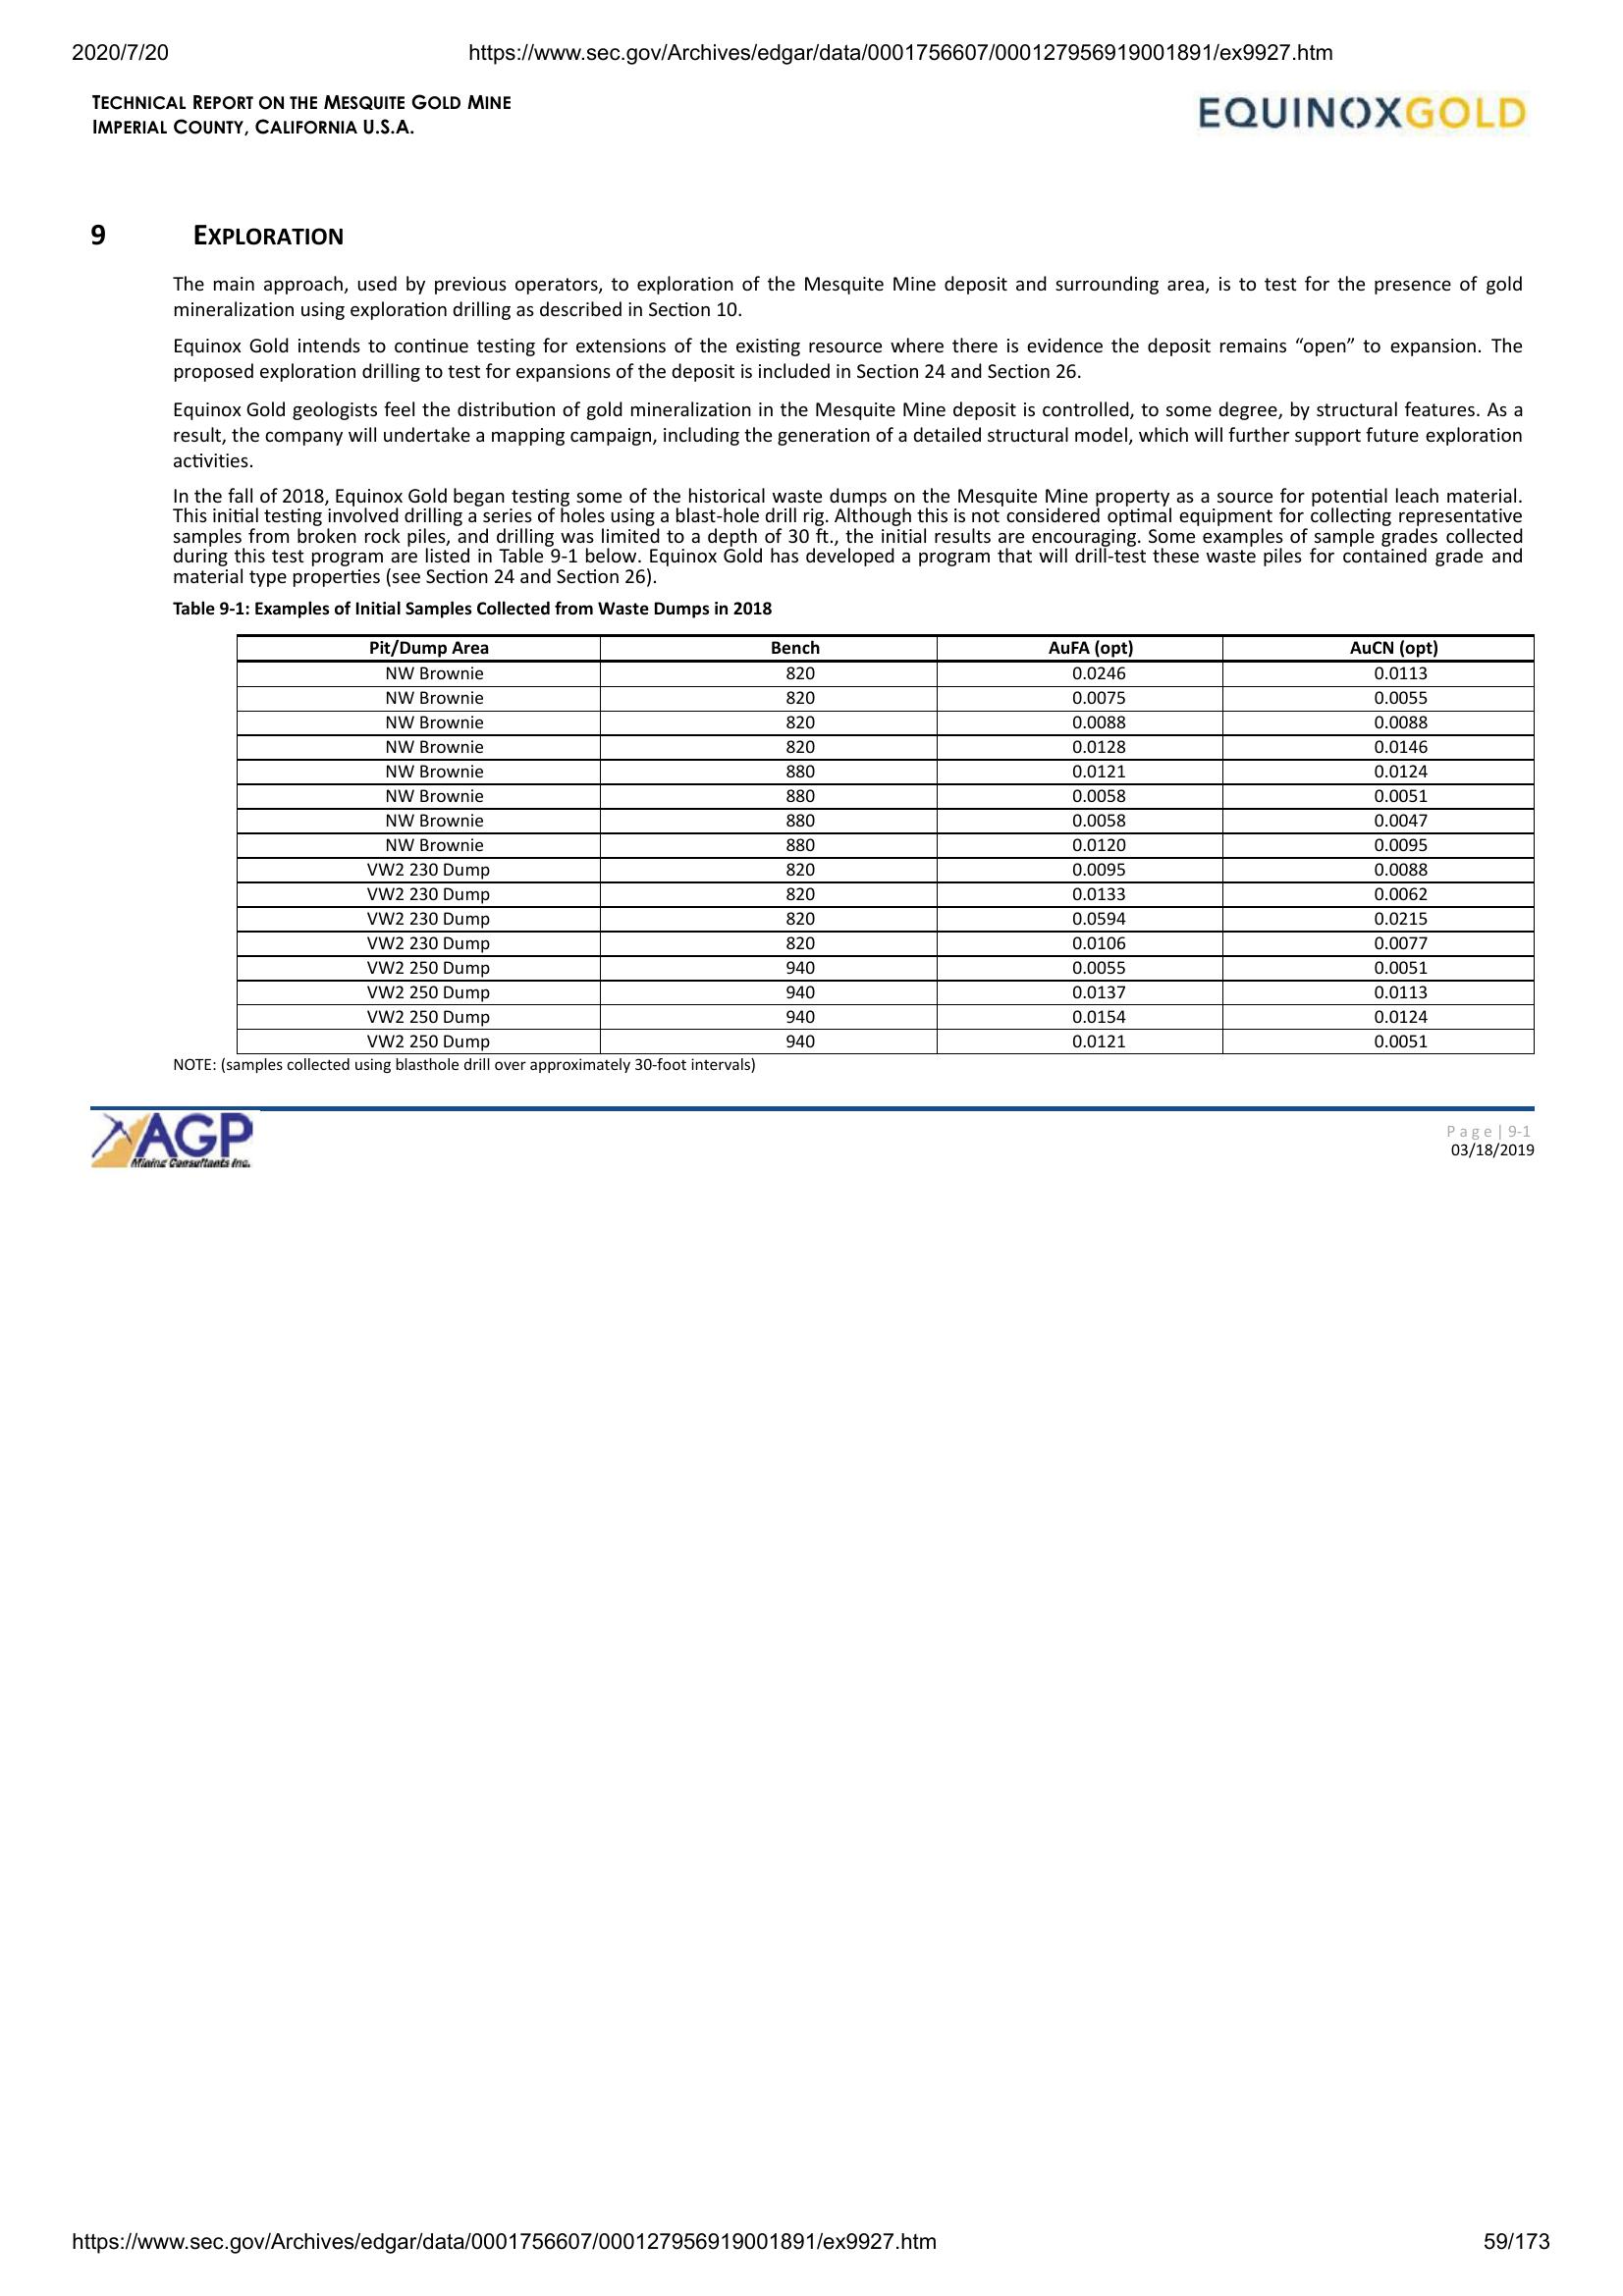 2020/7/20 https://www.sec.gov/Archives/edgar/data/0001756607/000127956919001891/ex9927.htm
TECHNICAL REPORT ON THE MESQUITE GOLD MINE
IMPERIAL COUNTY, CALIFORNIA U.S.A.
EQUINOXGOLD
9 EXPLORATION
The main approach, used by previous operators, to exploration of the Mesquite Mine deposit and surrounding area, is to test for the presence of gold
mineralization using exploration drilling as described in Section 10.
Equinox Gold intends to continue testing for extensions of the existing resource where there is evidence the deposit remains “open” to expansion. The
proposed exploration drilling to test for expansions of the deposit is included in Section 24 and Section 26.
Equinox Gold geologists feel the distribution of gold mineralization in the Mesquite Mine deposit is controlled, to some degree, by structural features. As a
result, the company will undertake a mapping campaign, including the generation of a detailed structural model, which will further support future exploration
activities.
In the fall of 2018, Equinox Gold began testing some of the historical waste dumps on the Mesquite Mine property as a source for potential leach material.
This initial testing involved drilling a series of holes using a blast-hole drill rig. Although this is not considered optimal equipment for collecting representative
samples from broken rock piles, and drilling was limited to a depth of 30 ft., the initial results are encouraging. Some examples of sample grades collected
during this test program are listed in Table 9-1 below. Equinox Gold has developed a program that will drill-test these waste piles for contained grade and
material type properties (see Section 24 and Section 26).
Table 9-1: Examples of Initial Samples Collected from Waste Dumps in 2018
Pit/Dump Area Bench AuFA (opt) AuCN (opt)
NW Brownie 820 0.0246 0.0113
NW Brownie 820 0.0075 0.0055
NW Brownie 820 0.0088 0.0088
NW Brownie 820 0.0128 0.0146
NW Brownie 880 0.0121 0.0124
NW Brownie 880 0.0058 0.0051
NW Brownie 880 0.0058 0.0047
NW Brownie 880 0.0120 0.0095
VW2 230 Dump 820 0.0095 0.0088
VW2 230 Dump 820 0.0133 0.0062
VW2 230 Dump 820 0.0594 0.0215
VW2 230 Dump 820 0.0106 0.0077
VW2 250 Dump 940 0.0055 0.0051
VW2 250 Dump 940 0.0137 0.0113
VW2 250 Dump 940 0.0154 0.0124
VW2 250 Dump 940 0.0121 0.0051
NOTE: (samples collected using blasthole drill over approximately 30-foot intervals)
AGP
Mining Consultants Inc.
Page | 9-1
03/18/2019
https://www.sec.gov/Archives/edgar/data/0001756607/000127956919001891/ex9927.htm 59/173